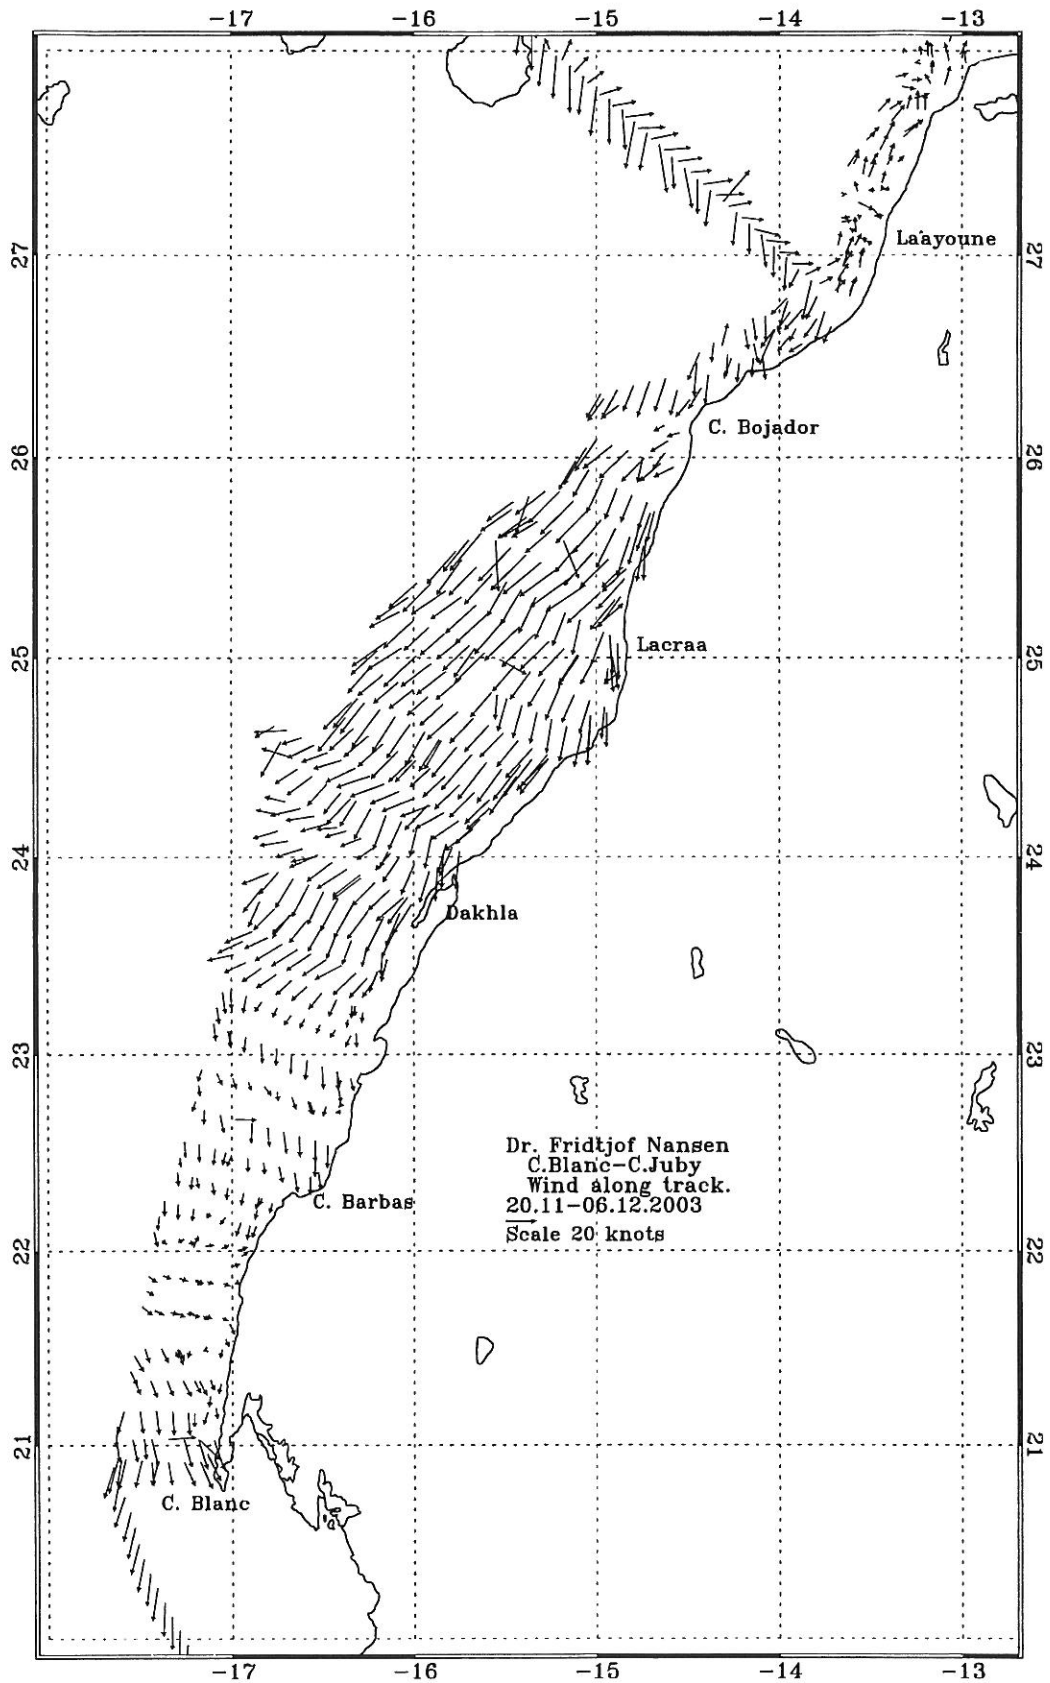 -17 -16 -15 -14 -13
27 27
Laayoune
C. Bojador
26 26
Lacraa
25 25
24 24
Dakhla
23 23
Dr. Fridtjof Nansen
C.Blanc-C.Juby
Wind along track.
20.11-06.12.2003
Scale 20 knots
C. Barbas
22 22
21 21
C. Blanc
-17 -16 -15 -14 -13